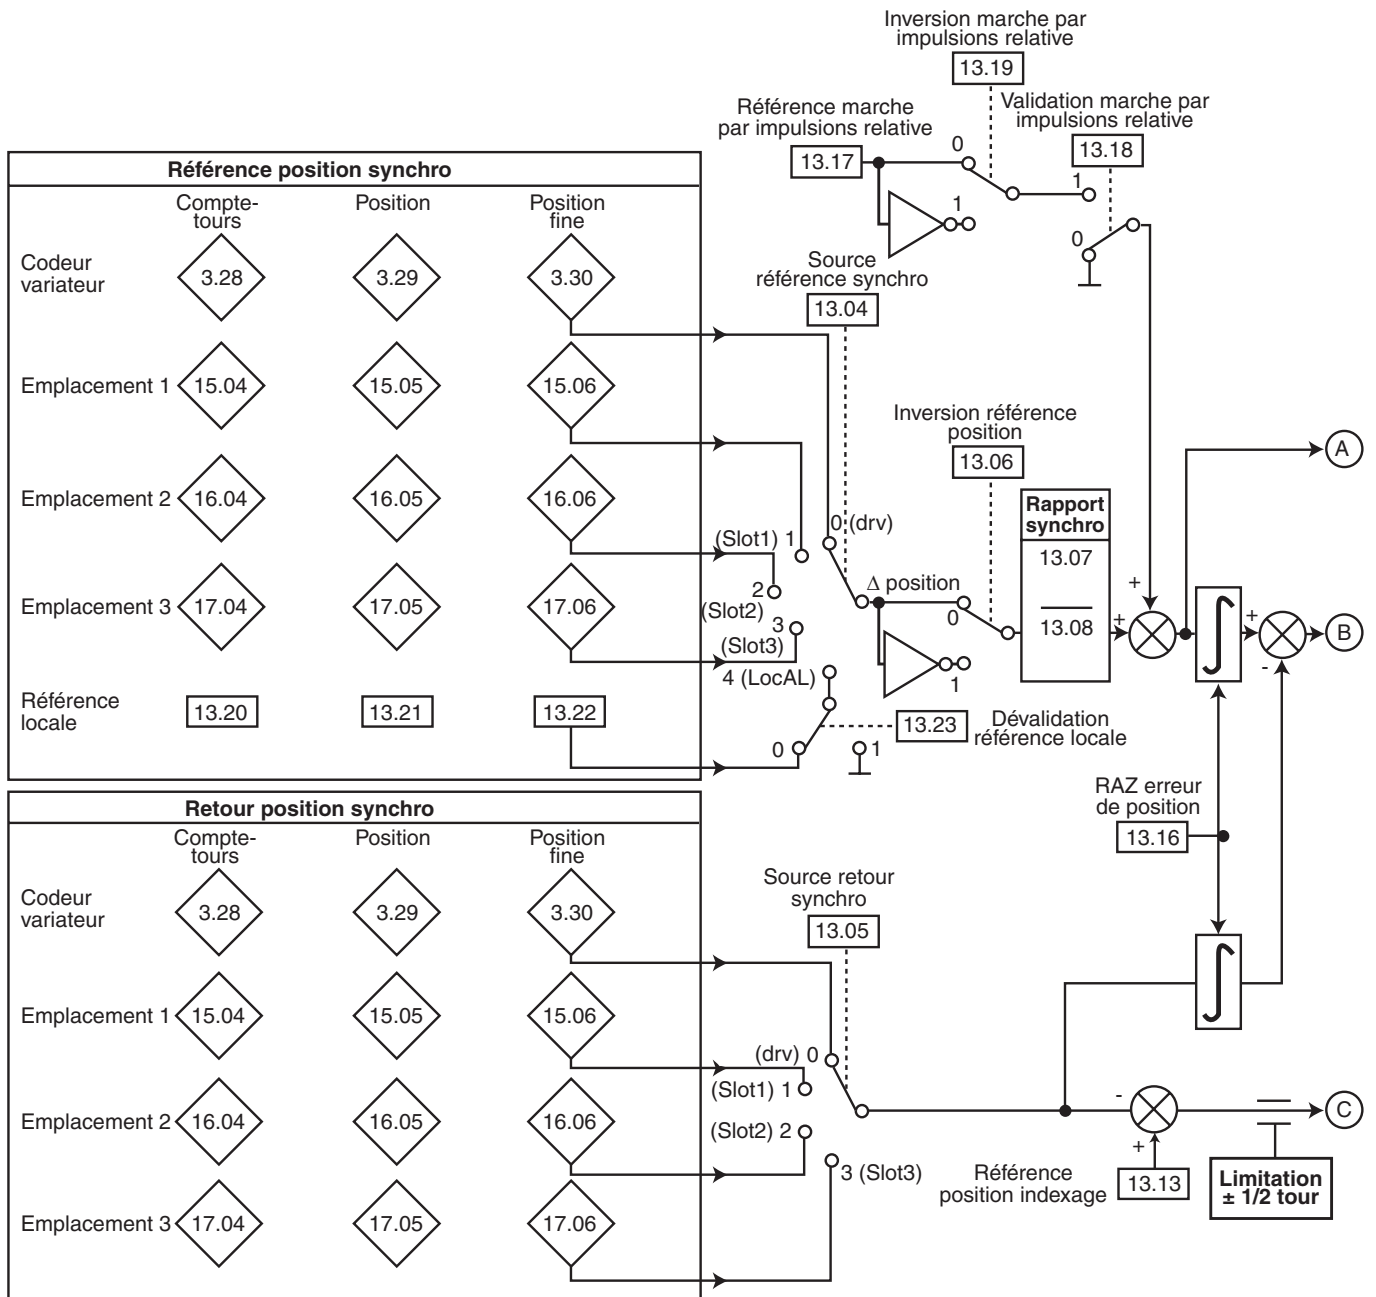 Inversion marche par
impulsions relative
13.19
Référence marche
par impulsions relative
13.17
Validation marche par
impulsions relative
13.18
0
1
1
0
Référence position synchro
Compte-
tours
Position
Position
fine
Codeur
variateur
3.28
3.29
3.30
Emplacement 1
15.04
15.05
15.06
Emplacement 2
16.04
16.05
16.06
Emplacement 3
17.04
17.05
17.06
Référence
locale
13.20
13.21
13.22
Source
référence synchro
13.04
0 (drv)
(Slot1) 1
2
(Slot2)
3
(Slot3)
4 (LocAL)
0
1
13.23
Dévalidation
référence locale
Δ position
Inversion référence
position
13.06
0
1
Rapport
synchro
13.07
13.08
+
+
∫
+
-
A
B
RAZ erreur
de position
13.16
∫
Retour position synchro
Compte-
tours
Position
Position
fine
Codeur
variateur
3.28
3.29
3.30
Emplacement 1
15.04
15.05
15.06
Emplacement 2
16.04
16.05
16.06
Emplacement 3
17.04
17.05
17.06
Source retour
synchro
13.05
(drv) 0
(Slot1) 1
(Slot2) 2
3 (Slot3)
-
+
Référence
position indexage
13.13
C
Limitation
± 1/2 tour